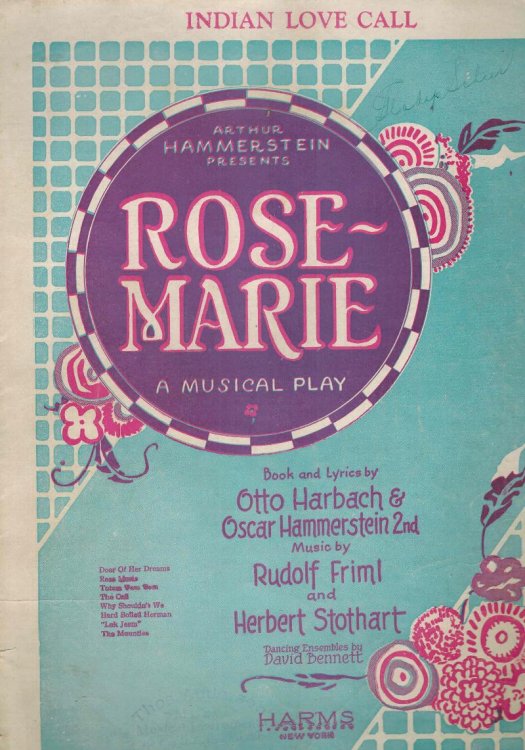 INDIAN LOVE CALL
ARTHUR
HAMMERSTEIN
PRESENTS
ROSE-
MARIE
A MUSICAL PLAY
Book and Lyrics by
Otto Harbach &
Oscar Hammerstein 2nd
Music by
Rudolf Friml
and
Herbert Stothart
Dancing Ensembles by
David Bennett
Door Of Her Dreams
Rose Marie
Totem Tom Tom
The Call
Why Shouldn't We
Hard Boiled Herman
"Lak Jeem"
The Mounties
HARMS
NEW YORK